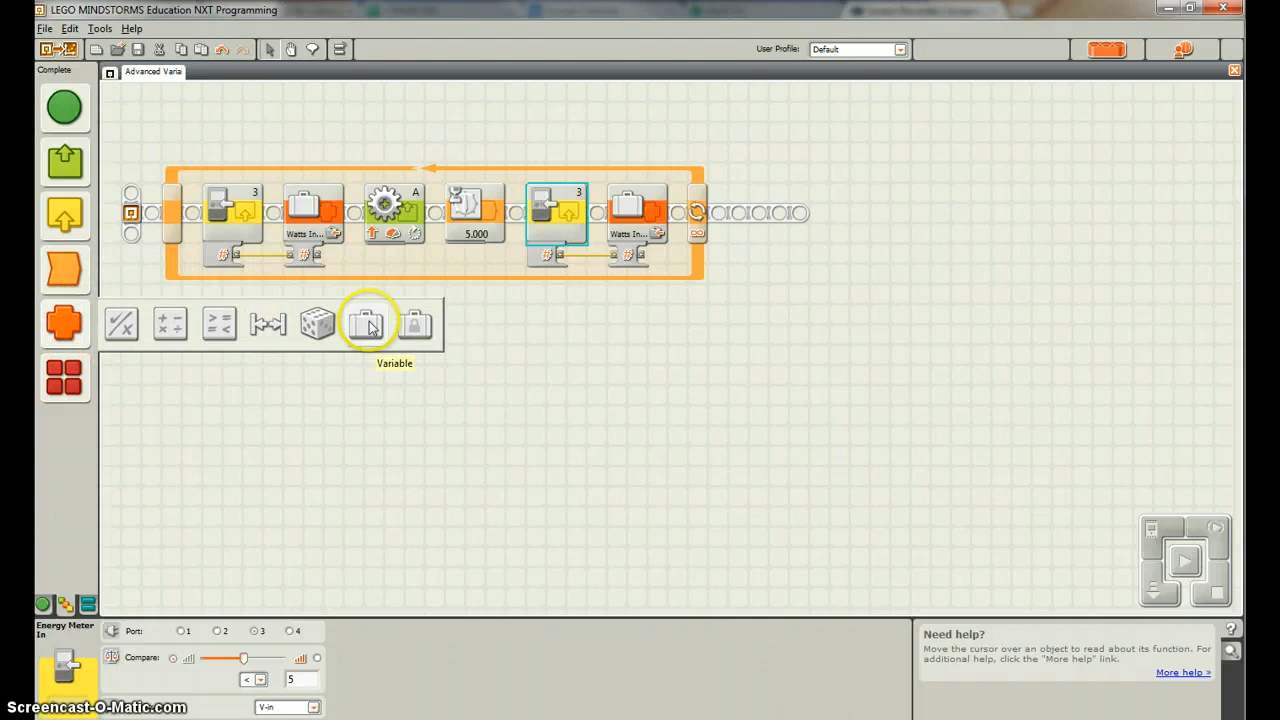 LEGO MINDSTORMS Education NXT Programming
File Edit Tools Help
User Profile: Default
Complete
Advanced Varia
3
A
3
Watts In...
5.000
Watts In...
#
#
#
#
Variable
Energy Meter In
Port: 1 2 3 4
Compare:
< 5
V-in
Need help?
Move the cursor over an object to read about its function. For
additional help, click the "More help" link.
More help »
Screencast-O-Matic.com